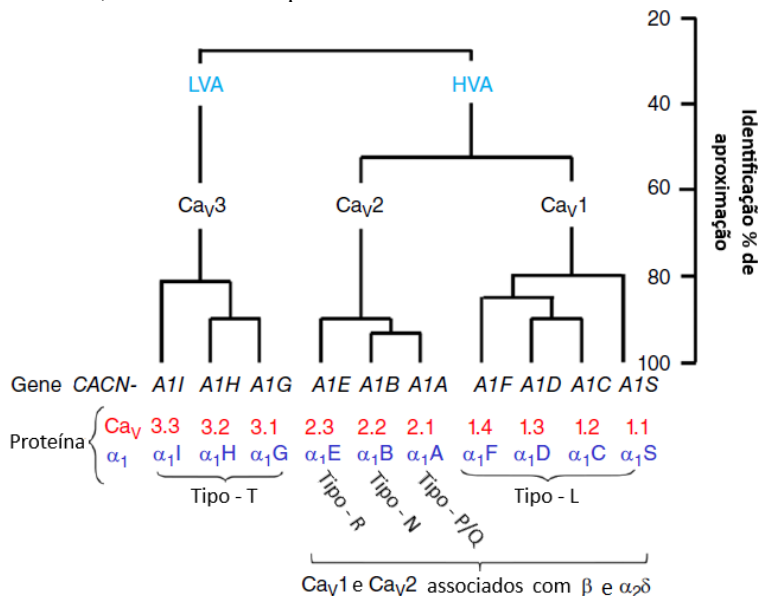 20
LVA HVA
40
60
CaV3 CaV2 CaV1
80
100
Identificação % de
aproximação
Gene CACN- A1I A1H A1G A1E A1B A1A A1F A1D A1C A1S
Proteína
CaV 3.3 3.2 3.1 2.3 2.2 2.1 1.4 1.3 1.2 1.1
α1 α1I α1H α1G α1E α1B α1A α1F α1D α1C α1S
Tipo - T Tipo - R Tipo - N Tipo - P/Q Tipo - L
CaV1 e CaV2 associados com β e α2δ